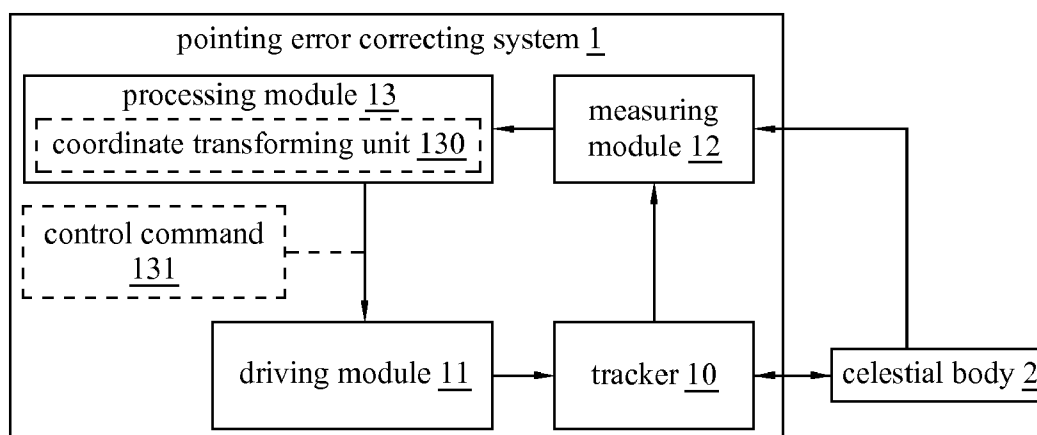 pointing error correcting system 1
processing module 13
coordinate transforming unit 130
measuring
module 12
control command
131
driving module 11
tracker 10
celestial body 2